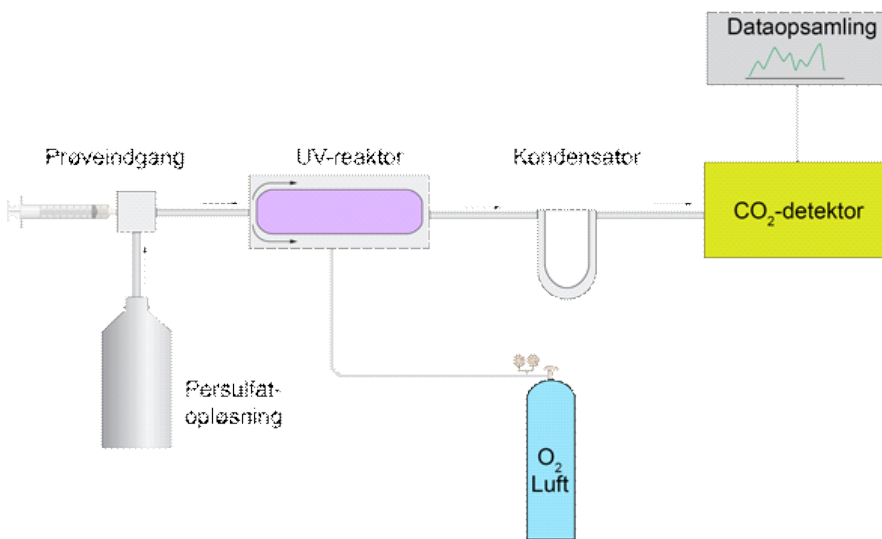 Dataopsamling
Prøveindgang
UV-reaktor
Kondensator
CO₂-detektor
Persulfat-
opløsning
O₂
Luft